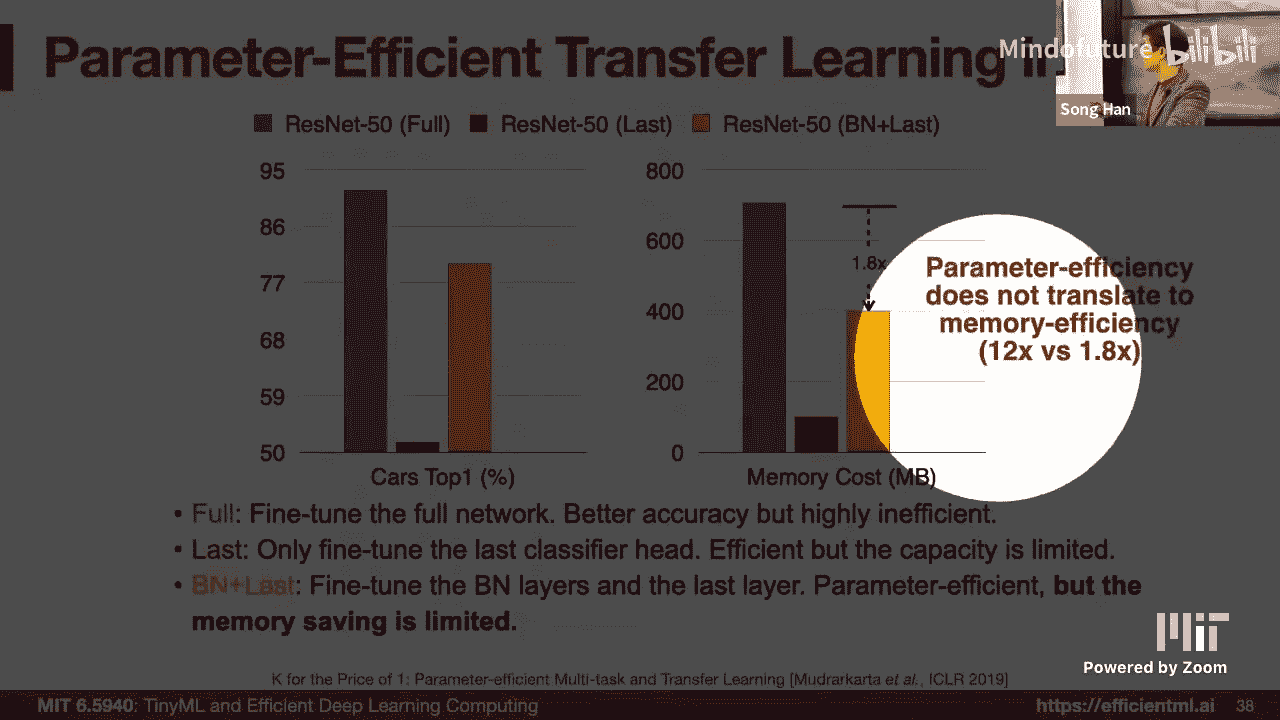 Parameter-Efficient Transfer Learning in
Mindofuture bilibili
Song Han
ResNet-50 (Full) ResNet-50 (Last) ResNet-50 (BN+Last)
95
86
77
68
59
50
Cars Top1 (%)
800
600
400
200
0
1.8x
Memory Cost (MB)
Parameter-efficiency
does not translate to
memory-efficiency
(12x vs 1.8x)
• Full: Fine-tune the full network. Better accuracy but highly inefficient.
• Last: Only fine-tune the last classifier head. Efficient but the capacity is limited.
• BN+Last: Fine-tune the BN layers and the last layer. Parameter-efficient, but the
memory saving is limited.
MiT
Powered by Zoom
K for the Price of 1: Parameter-efficient Multi-task and Transfer Learning [Mudrarkarta et al., ICLR 2019]
MIT 6.5940: TinyML and Efficient Deep Learning Computing https://efficientml.ai 38